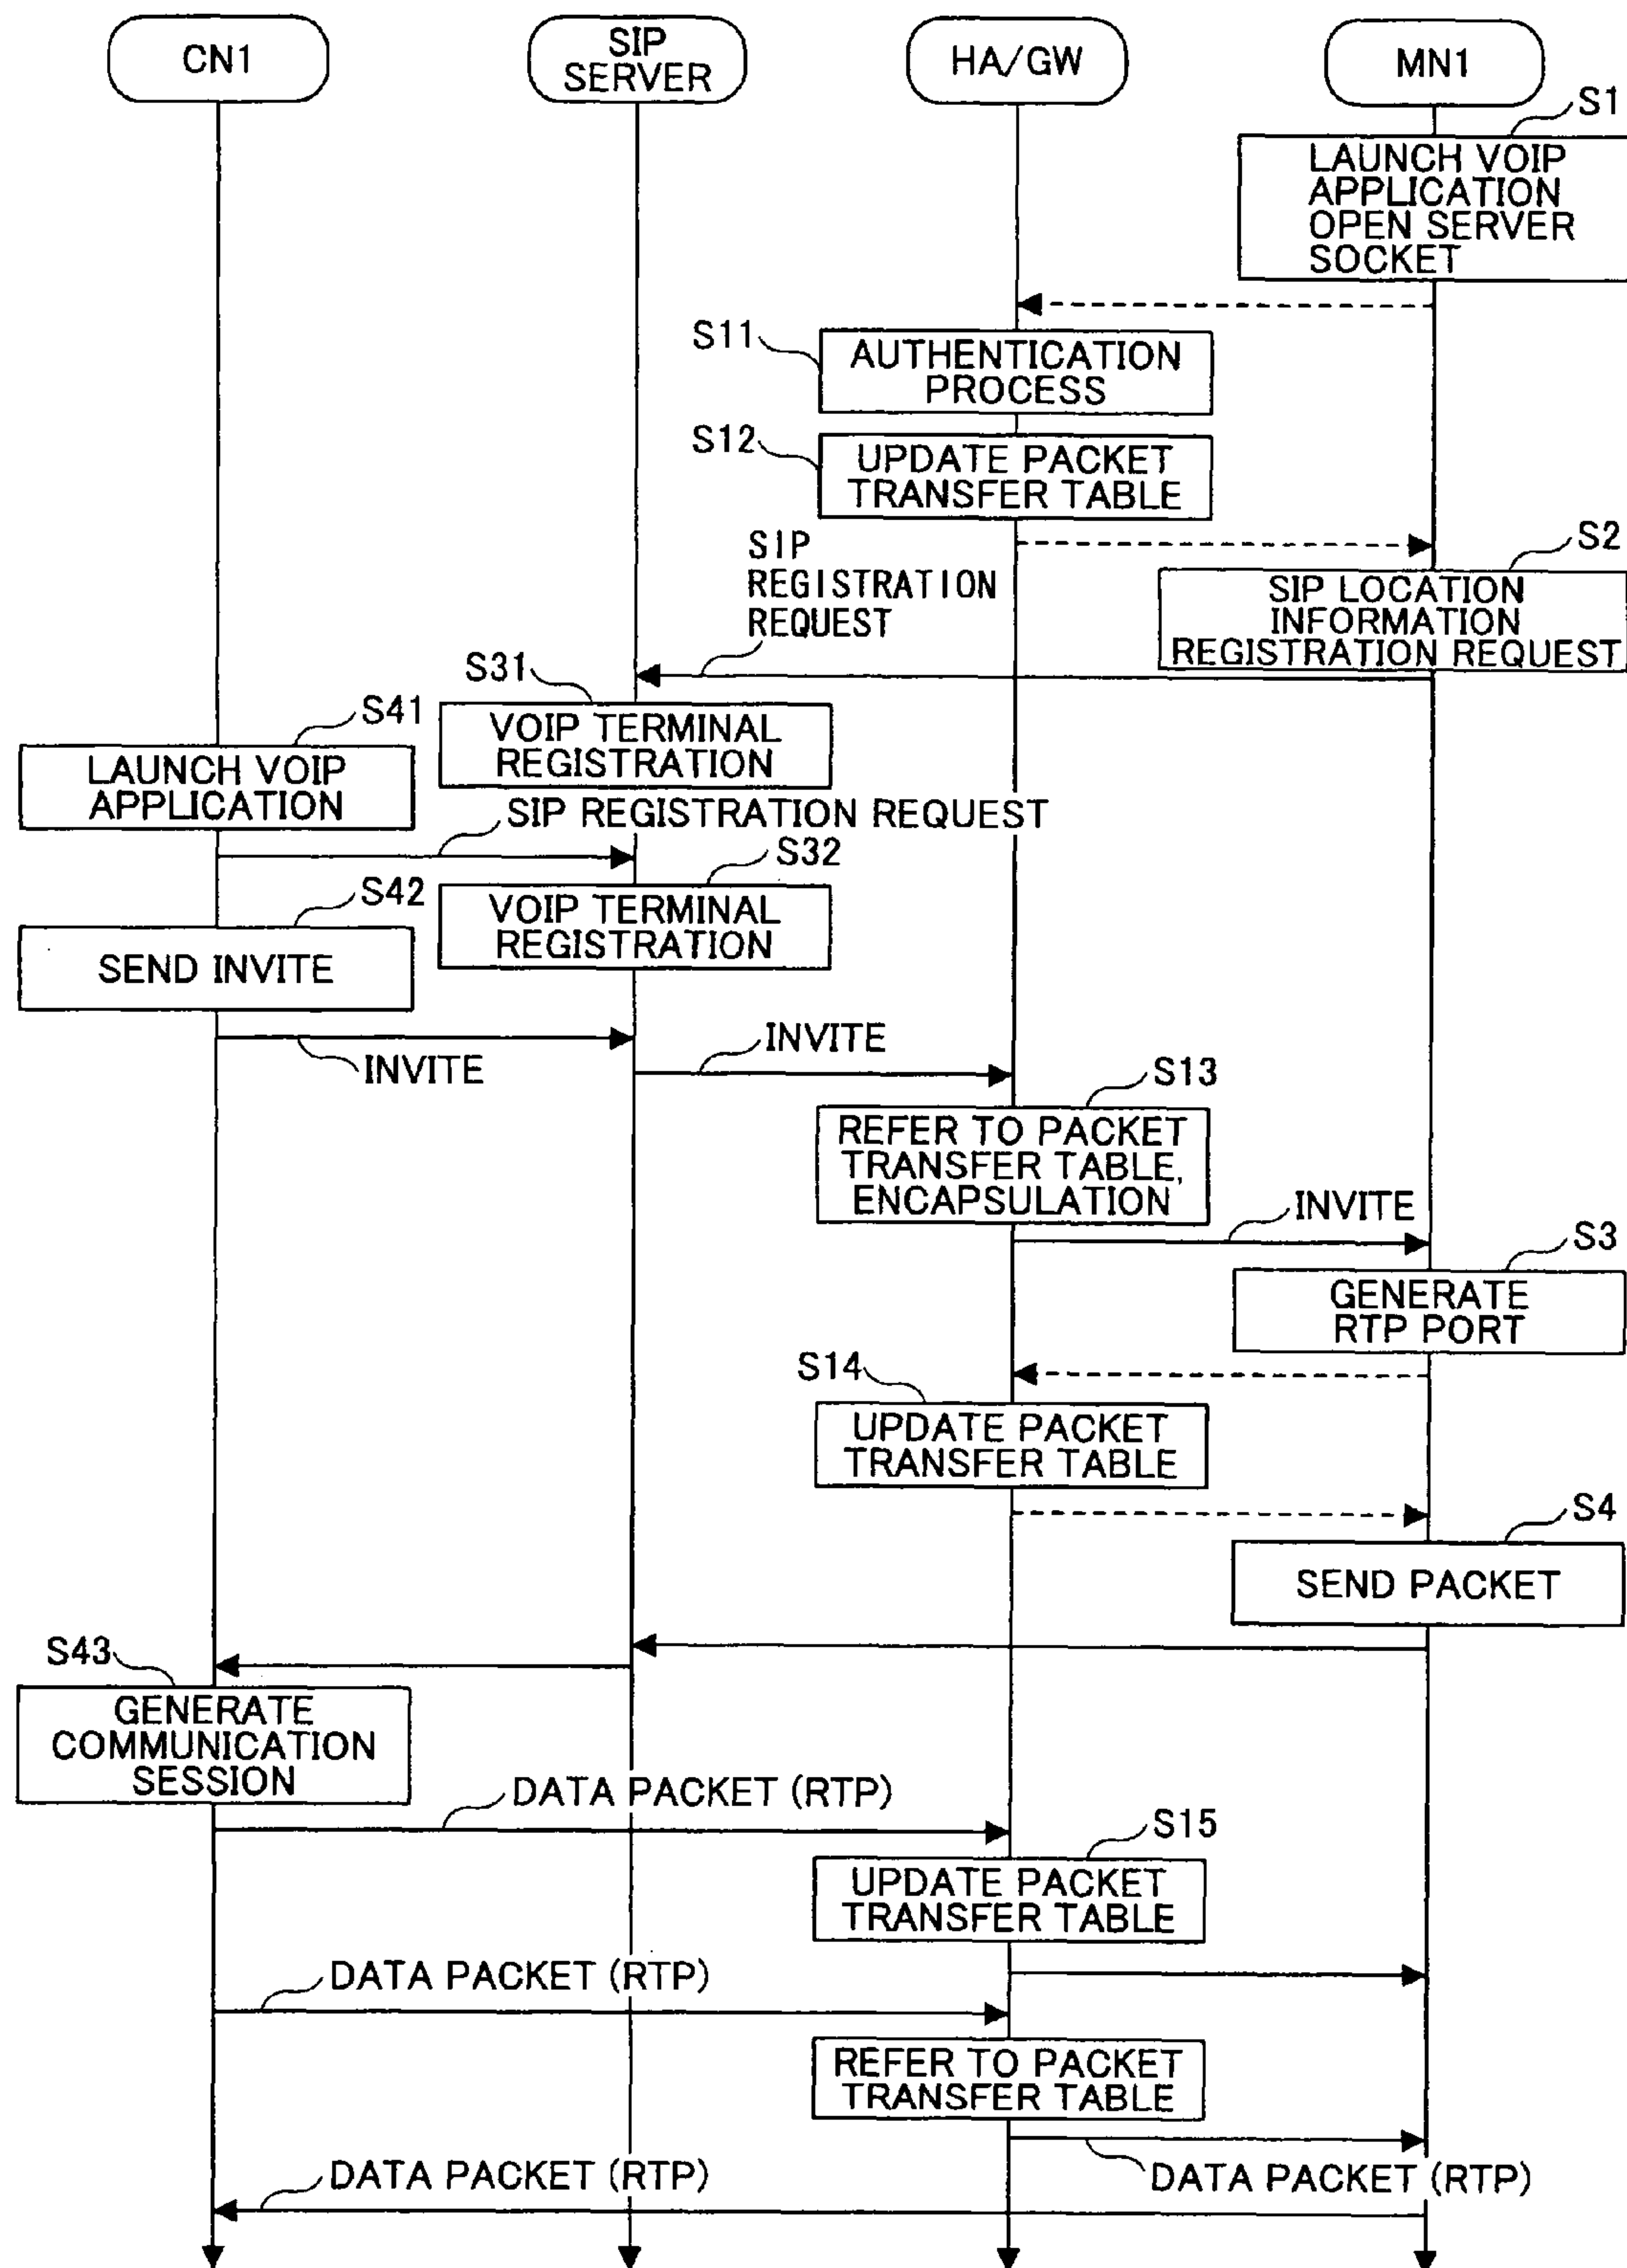 CN1
SIP
SERVER
HA/GW
MN1
S1
LAUNCH VOIP
APPLICATION
OPEN SERVER
SOCKET
S11
AUTHENTICATION
PROCESS
S12
UPDATE PACKET
TRANSFER TABLE
S2
SIP LOCATION
INFORMATION
REGISTRATION REQUEST
SIP
REGISTRATION
REQUEST
S31
VOIP TERMINAL
REGISTRATION
S41
LAUNCH VOIP
APPLICATION
SIP REGISTRATION REQUEST
S32
VOIP TERMINAL
REGISTRATION
S42
SEND INVITE
INVITE
INVITE
S13
REFER TO PACKET
TRANSFER TABLE,
ENCAPSULATION
INVITE
S3
GENERATE
RTP PORT
S14
UPDATE PACKET
TRANSFER TABLE
S4
SEND PACKET
S43
GENERATE
COMMUNICATION
SESSION
DATA PACKET (RTP)
S15
UPDATE PACKET
TRANSFER TABLE
DATA PACKET (RTP)
REFER TO PACKET
TRANSFER TABLE
DATA PACKET (RTP)
DATA PACKET (RTP)